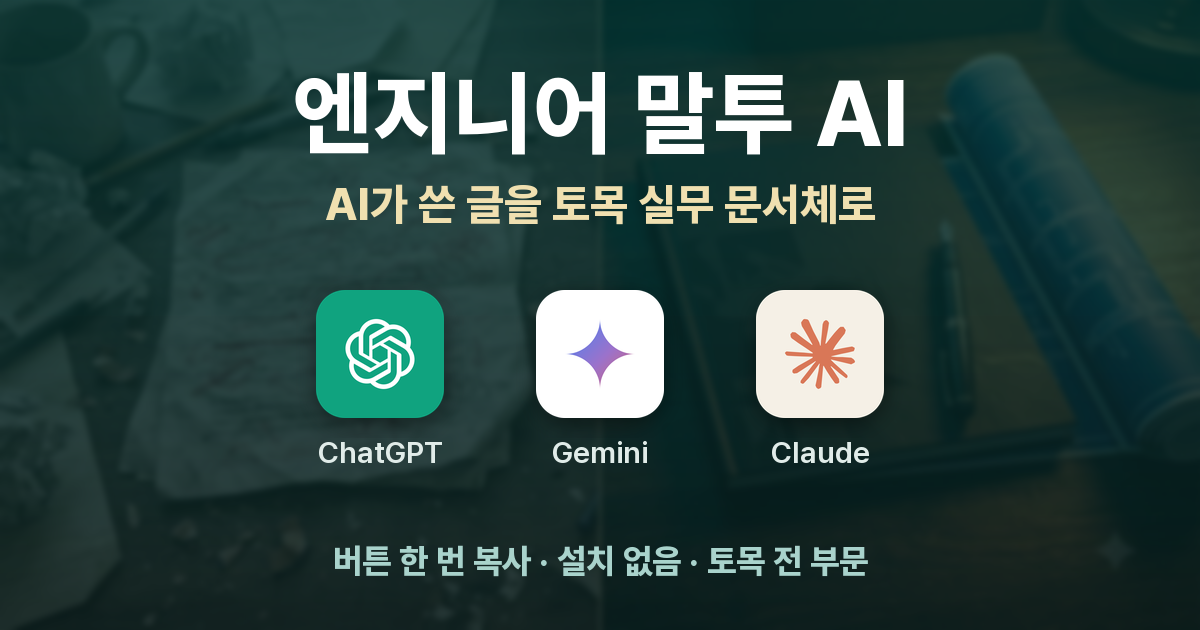 엔지니어 말투 AI
AI가 쓴 글을 토목 실무 문서체로
ChatGPT
Gemini
Claude
버튼 한 번 복사 · 설치 없음 · 토목 전 부문